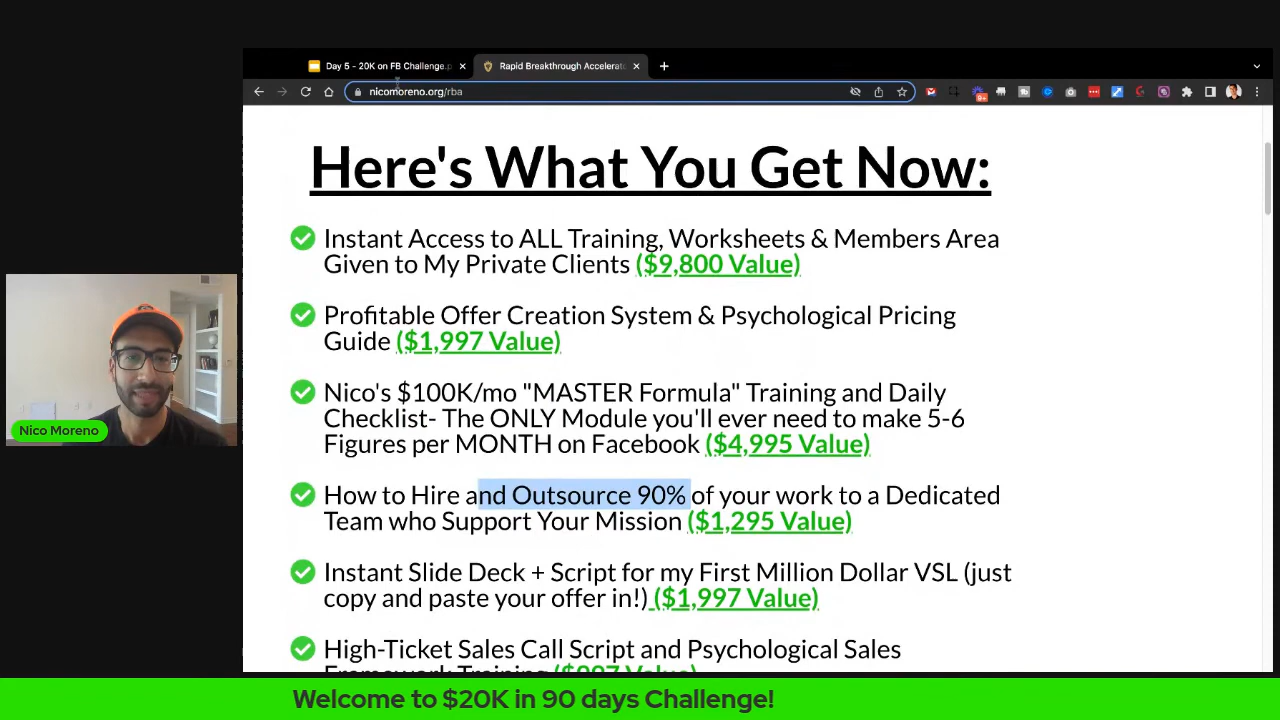 Day 5 - 20K on FB Challenge.p
Rapid Breakthrough Accelerato
nicomoreno.org/rba
9+
Here's What You Get Now:
Instant Access to ALL Training, Worksheets & Members Area
Given to My Private Clients ($9,800 Value)
Profitable Offer Creation System & Psychological Pricing
Guide ($1,997 Value)
Nico's $100K/mo "MASTER Formula" Training and Daily
Checklist- The ONLY Module you'll ever need to make 5-6
Figures per MONTH on Facebook ($4,995 Value)
How to Hire and Outsource 90% of your work to a Dedicated
Team who Support Your Mission ($1,295 Value)
Instant Slide Deck + Script for my First Million Dollar VSL (just
copy and paste your offer in!) ($1,997 Value)
High-Ticket Sales Call Script and Psychological Sales
Framework Training ($997 Value)
Nico Moreno
Welcome to $20K in 90 days Challenge!